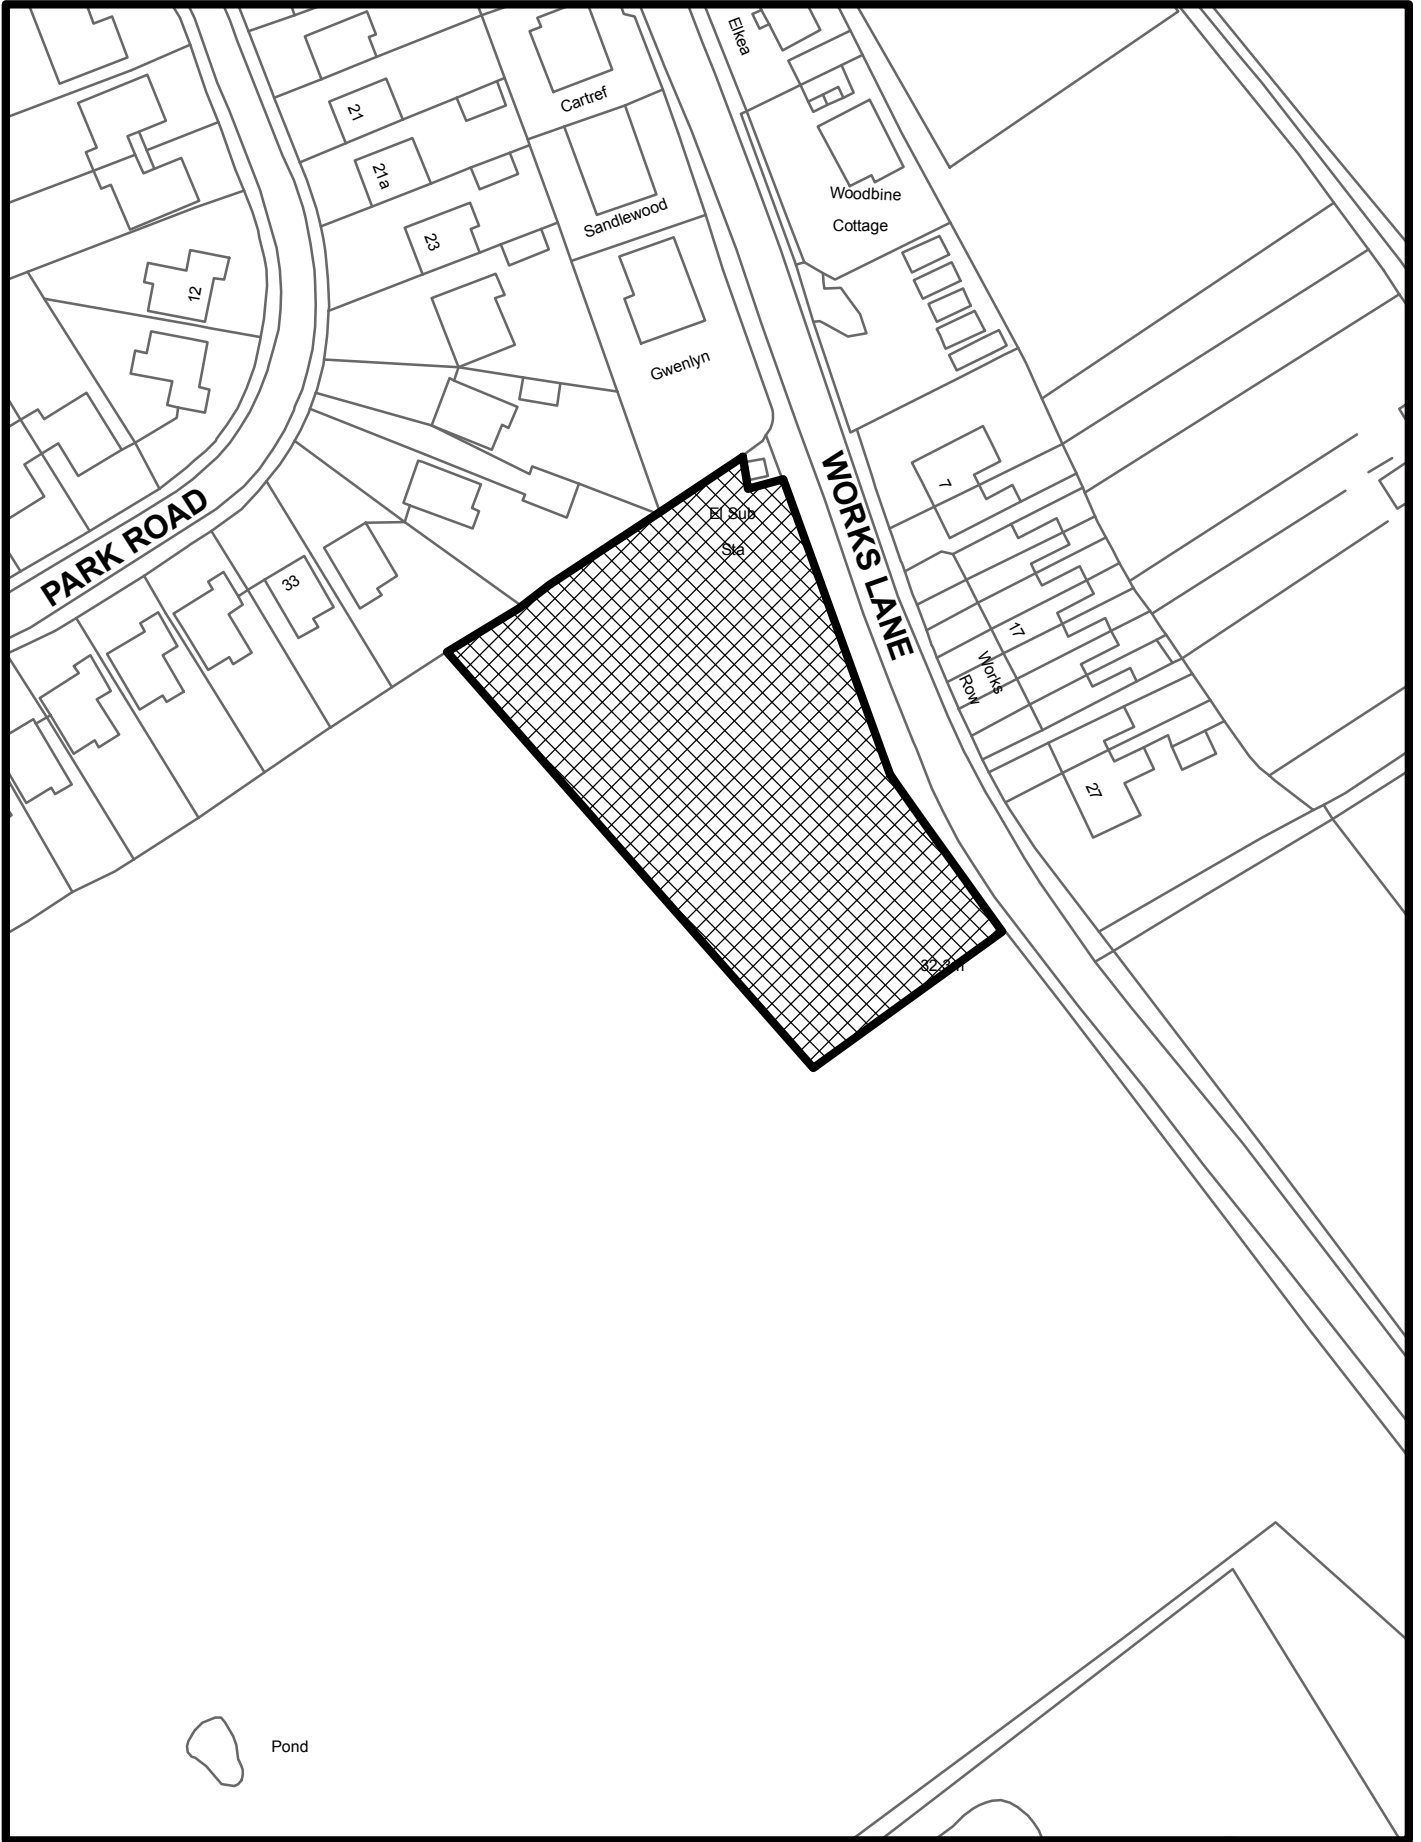 Elkea
Cartref
21
21a
Woodbine
Cottage
Sandlewood
23
12
Gwenlyn
WORKS LANE
7
PARK ROAD
El Sub
Sta
33
17
Works
Row
27
Pond